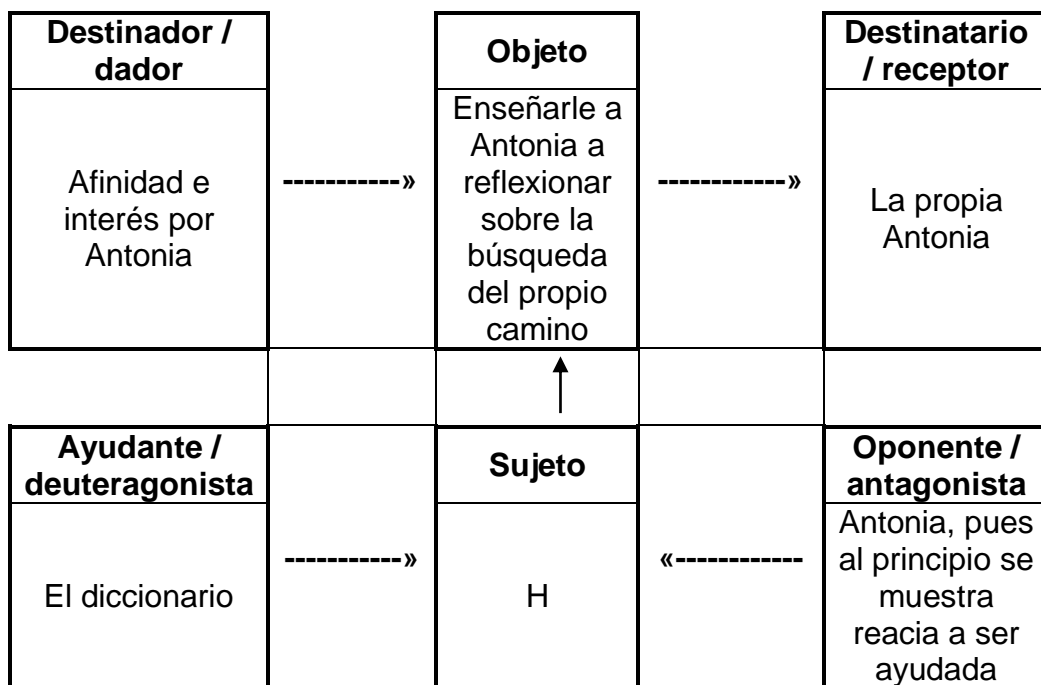 Destinador /
dador
Objeto
Destinatario
/ receptor
Afinidad e
interés por
Antonia
-----------»
Enseñarle a
Antonia a
reflexionar
sobre la
búsqueda
del propio
camino
------------»
La propia
Antonia
Ayudante /
deuteragonista
Sujeto
Oponente /
antagonista
El diccionario
-----------»
H
«-----------
Antonia, pues
al principio se
muestra
reacia a ser
ayudada